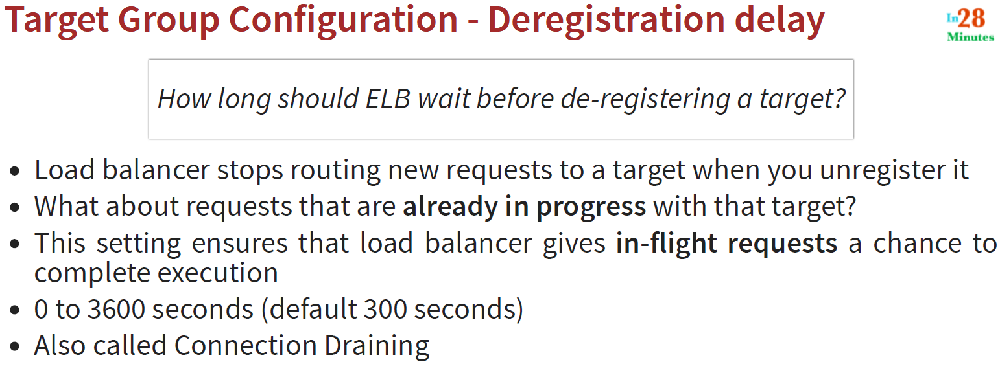 Target Group Configuration - Deregistration delay
In28
Minutes
How long should ELB wait before de-registering a target?
• Load balancer stops routing new requests to a target when you unregister it
• What about requests that are already in progress with that target?
• This setting ensures that load balancer gives in-flight requests a chance to
complete execution
• 0 to 3600 seconds (default 300 seconds)
• Also called Connection Draining